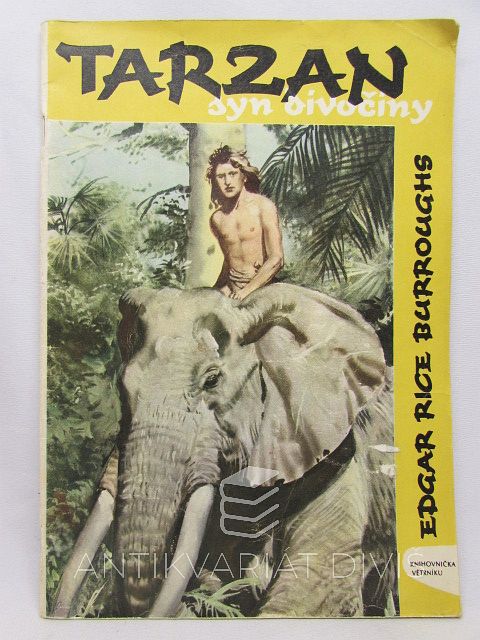 TARZAN
syn divočiny
EDGAR RICE BURROUGHS
KNIHOVNIČKA
VĚTRNÍKU
ANTIKVARIÁT DIVIŠ